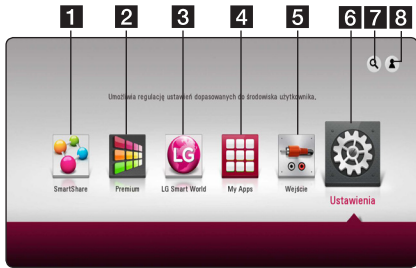 1 2 3 4 5 6 7 8
Umożliwia regulację ustawień dopasowanych do środowiska użytkownika.
LG
SmartShare Premium LG Smart World My Apps Wejście Ustawienia